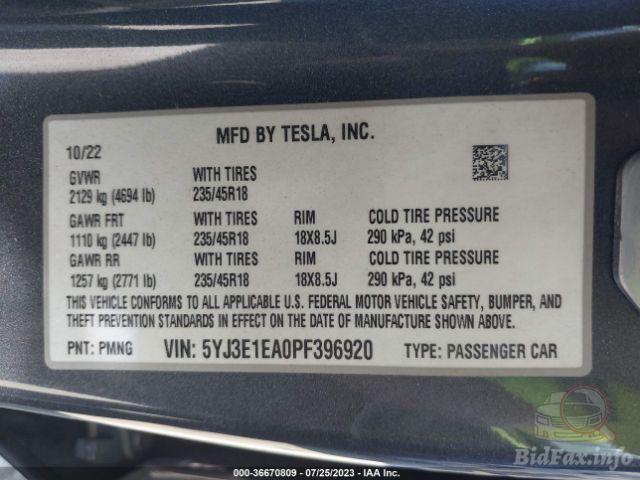 MFD BY TESLA, INC.
10/22
GVWR WITH TIRES
2129 kg (4694 lb) 235/45R18
GAWR FRT WITH TIRES RIM COLD TIRE PRESSURE
1110 kg (2447 lb) 235/45R18 18X8.5J 290 kPa, 42 psi
GAWR RR WITH TIRES RIM COLD TIRE PRESSURE
1257 kg (2771 lb) 235/45R18 18X8.5J 290 kPa, 42 psi
THIS VEHICLE CONFORMS TO ALL APPLICABLE U.S. FEDERAL MOTOR VEHICLE SAFETY, BUMPER, AND
THEFT PREVENTION STANDARDS IN EFFECT ON THE DATE OF MANUFACTURE SHOWN ABOVE.
PNT: PMNG VIN: 5YJ3E1EA0PF396920 TYPE: PASSENGER CAR
BidFax.info
000-36670809 - 07/25/2023 - IAA Inc.